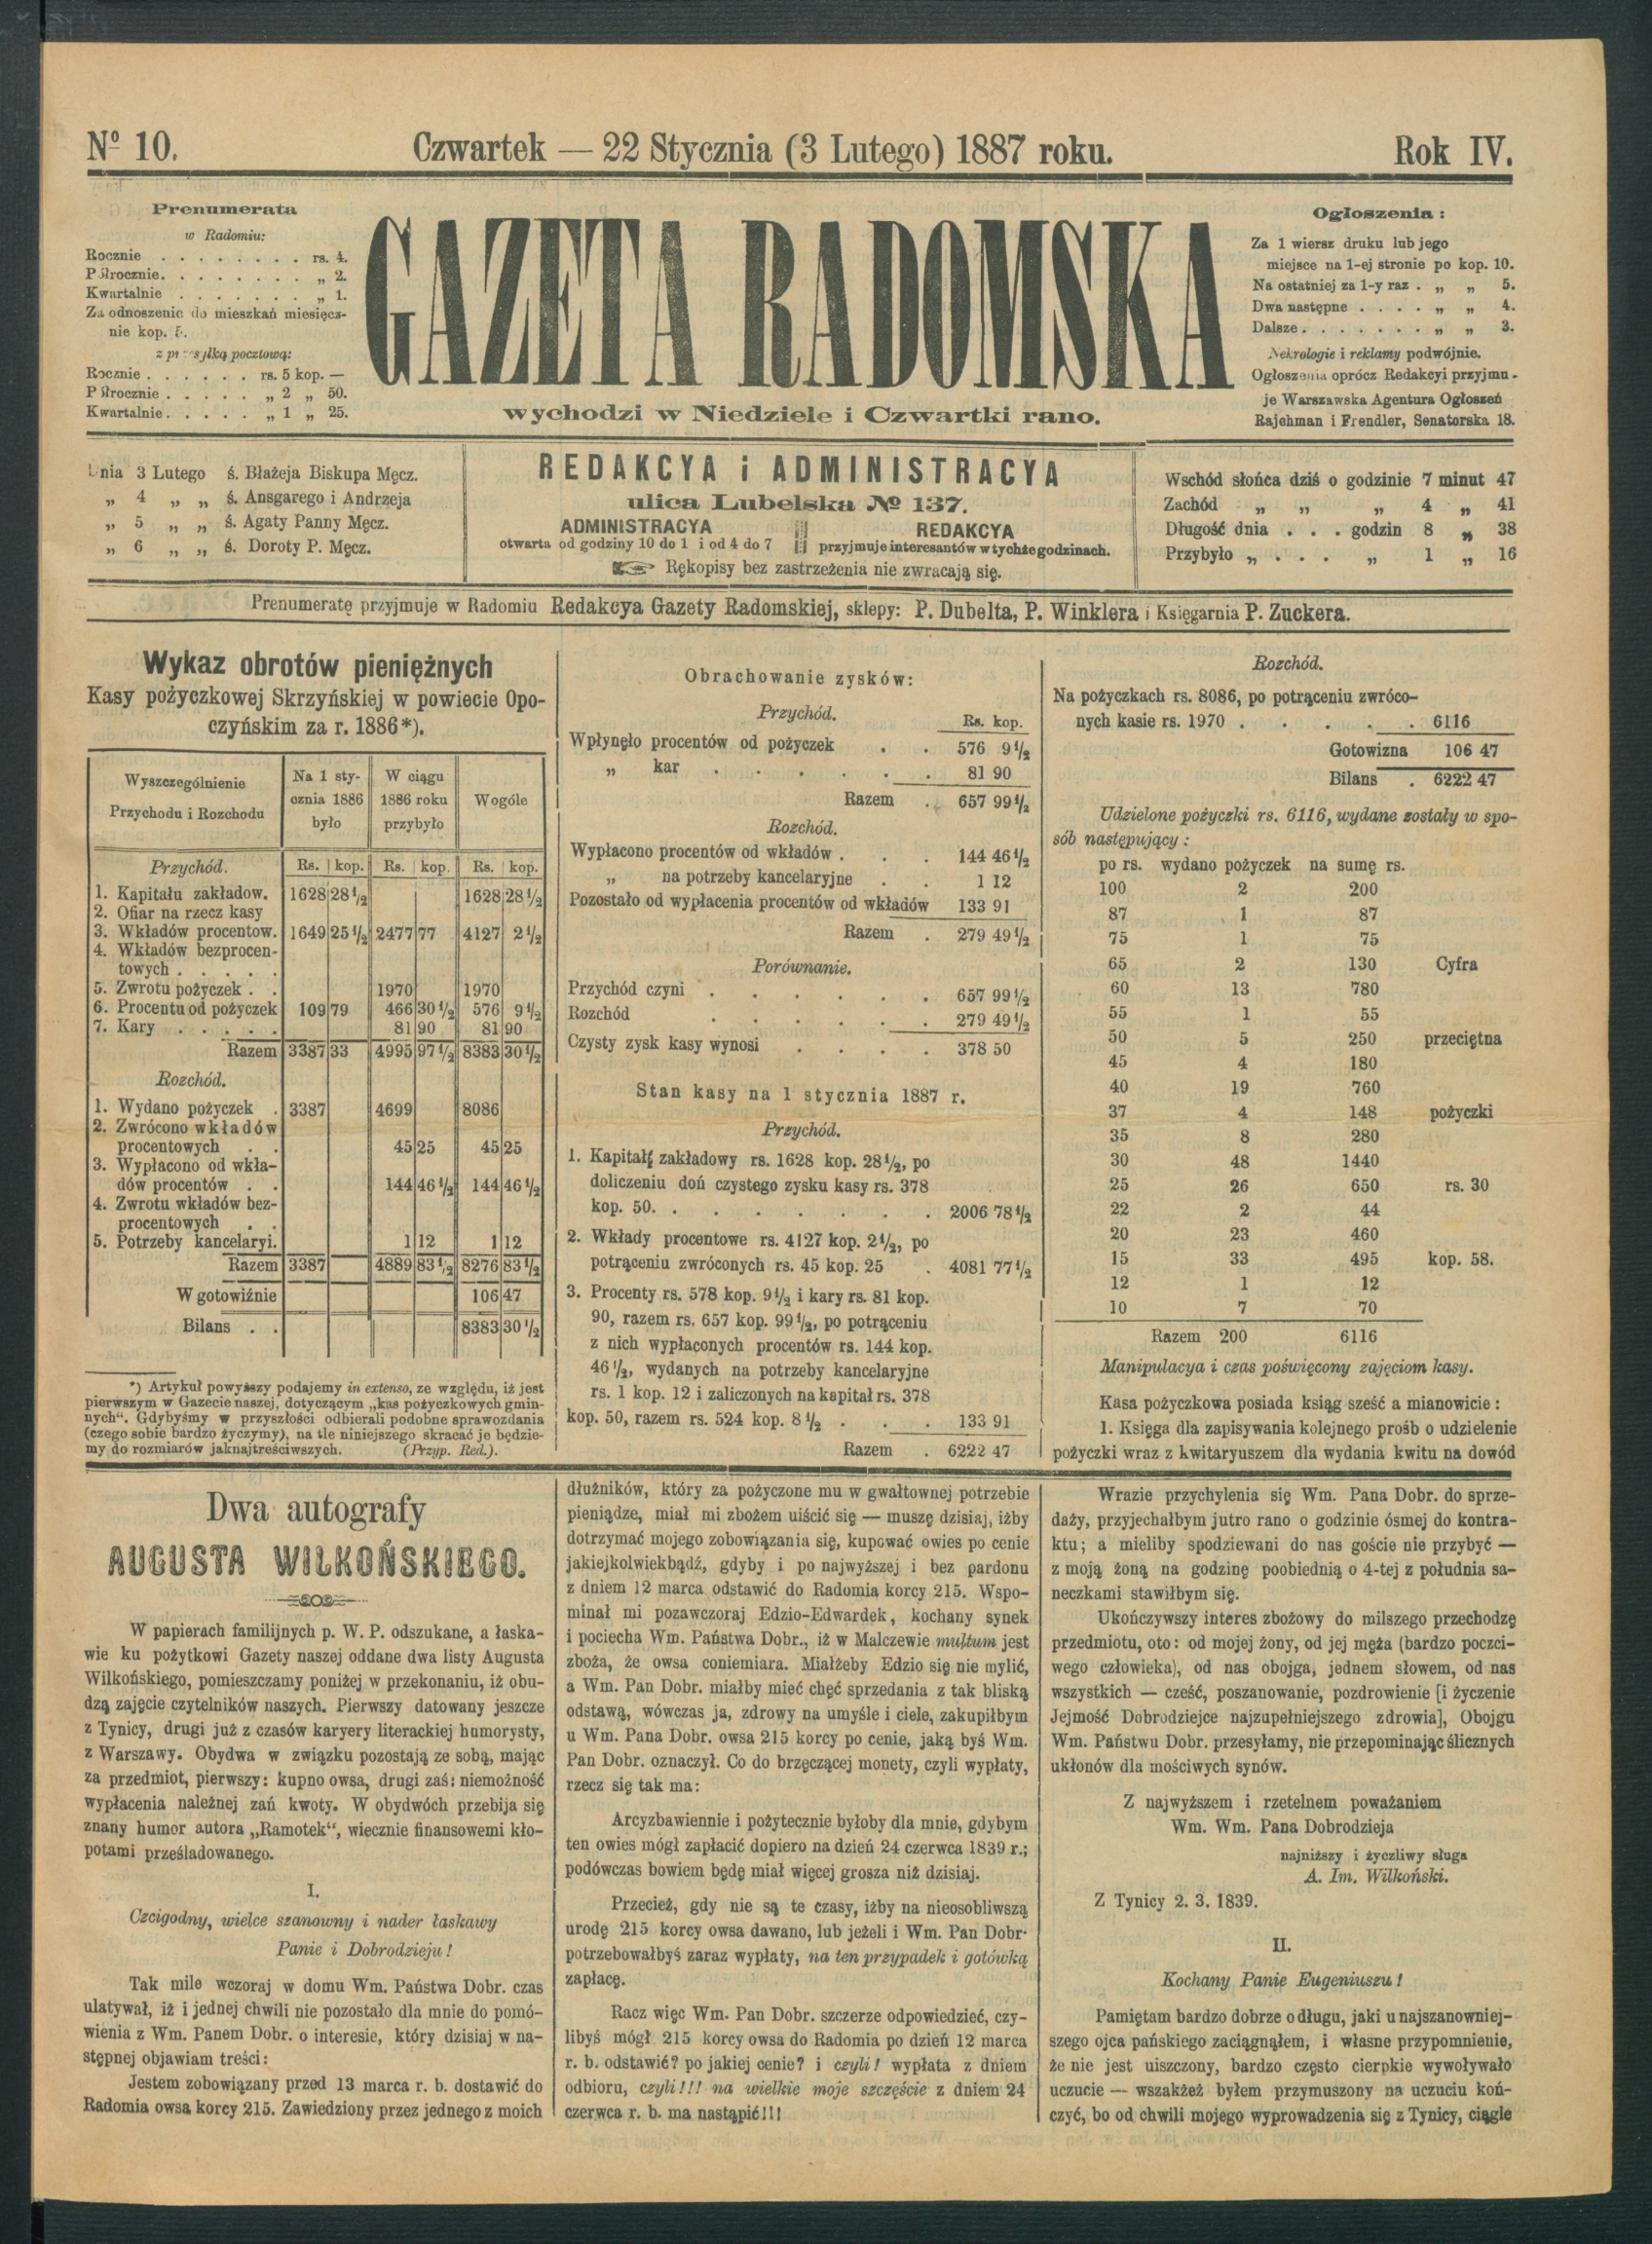 № 10.
Czwartek — 22 Stycznia (3 Lutego) 1887 roku.
Rok IV.
Prenumerata
w Radomiu:
Rocznie . . . . . . . . rs. 4.
Półrocznie. . . . . . . . „ 2.
Kwartalnie . . . . . . . „ 1.
Za odnoszenie do mieszkań miesięcz-
nie kop. 5.
z przesyłką pocztową:
Rocznie . . . . . . rs. 5 kop. —
Półrocznie . . . . . „ 2 „ 50.
Kwartalnie. . . . . „ 1 „ 25.
GAZETA RADOMSKA
wychodzi w Niedziele i Czwartki rano.
Ogłoszenia :
Za 1 wiersz druku lub jego
miejsce na 1-ej stronie po kop. 10.
Na ostatniej za 1-y raz . „ „ 5.
Dwa następne . . . . „ „ 4.
Dalsze . . . . . . . „ „ 3.
Nekrologie i reklamy podwójnie.
Ogłoszenia oprócz Redakcyi przyjmu-
je Warszawska Agentura Ogłoszeń
Rajchman i Frendler, Senatorska 18.
Dnia 3 Lutego ś. Błażeja Biskupa Męcz.
„ 4 „ „ ś. Ansgarego i Andrzeja
„ 5 „ „ ś. Agaty Panny Męcz.
„ 6 „ „ ś. Doroty P. Męcz.
REDAKCYA i ADMINISTRACYA
ulica Lubelska № 137.
ADMINISTRACYA
otwarta od godziny 10 do 1 i od 4 do 7
REDAKCYA
przyjmuje interesantów w tychże godzinach.
Rękopisy bez zastrzeżenia nie zwracają się.
Wschód słońca dziś o godzinie 7 minut 47
Zachód „ „ „ 4 „ 41
Długość dnia . . . godzin 8 „ 38
Przybyło „ . . . „ 1 „ 16
Prenumeratę przyjmuje w Radomiu Redakcya Gazety Radomskiej, sklepy: P. Dubelta, P. Winklera i Księgarnia P. Zuckera.
Wykaz obrotów pieniężnych
Kasy pożyczkowej Skrzyńskiej w powiecie Opo-
czyńskim za r. 1886*).
Wyszczególnienie
Przychodu i Rozchodu
Na 1 sty-
cznia 1886
było
W ciągu
1886 roku
przybyło
Wogóle
Przychód. Rs. kop. Rs. kop. Rs. kop.
1. Kapitału zakładow. 1628 28½ 1628 28½
2. Ofiar na rzecz kasy
3. Wkładów procentow. 1649 25½ 2477 77 4127 2½
4. Wkładów bezprocen-
towych . . . . .
5. Zwrotu pożyczek . . 1970 1970
6. Procentu od pożyczek 109 79 466 30½ 576 9½
7. Kary . . . . . 81 90 81 90
Razem 3387 33 4995 97½ 8383 30½
Rozchód.
1. Wydano pożyczek . 3387 4699 8086
2. Zwrócono wkładów
procentowych . . 45 25 45 25
3. Wypłacono od wkła-
dów procentów . . 144 46½ 144 46½
4. Zwrotu wkładów bez-
procentowych . .
5. Potrzeby kancelaryi. 1 12 1 12
Razem 3387 4889 83½ 8276 83½
W gotowiźnie 106 47
Bilans . . 8383 30½
*) Artykuł powyższy podajemy in extenso, ze względu, iż jest
pierwszym w Gazecie naszej, dotyczącym „kas pożyczkowych gmin-
nych“. Gdybyśmy w przyszłości odbierali podobne sprawozdania
(czego sobie bardzo życzymy), na tle niniejszego skracać je będzie-
my do rozmiarów jaknajtreściwszych. (Przyp. Red.).
Obrachowanie zysków:
Przychód.
Rs. kop.
Wpłynęło procentów od pożyczek . . 576 9½
„ kar . . . . . . 81 90
Razem . 657 99½
Rozchód.
Wypłacono procentów od wkładów . . . 144 46½
„ na potrzeby kancelaryjne . . 1 12
Pozostało od wypłacenia procentów od wkładów 133 91
Razem . 279 49½
Porównanie.
Przychód czyni . . . . . . 657 99½
Rozchód . . . . . 279 49½
Czysty zysk kasy wynosi . . . . 378 50
Stan kasy na 1 stycznia 1887 r.
Przychód.
1. Kapitał zakładowy rs. 1628 kop. 28½, po
doliczeniu doń czystego zysku kasy rs. 378
kop. 50. . . . . . . . . 2006 78½
2. Wkłady procentowe rs. 4127 kop. 2½, po
potrąceniu zwróconych rs. 45 kop. 25 . 4081 77½
3. Procenty rs. 578 kop. 9½ i kary rs. 81 kop.
90, razem rs. 657 kop. 99½, po potrąceniu
z nich wypłaconych procentów rs. 144 kop.
46½, wydanych na potrzeby kancelaryjne
rs. 1 kop. 12 i zaliczonych na kapitał rs. 378
kop. 50, razem rs. 524 kop. 8½ . . . 133 91
Razem . 6222 47
Rozchód.
Na pożyczkach rs. 8086, po potrąceniu zwróco-
nych kasie rs. 1970 . . . . . 6116
Gotowizna 106 47
Bilans . 6222 47
Udzielone pożyczki rs. 6116, wydane zostały w spo-
sób następujący :
po rs. wydano pożyczek na sumę rs.
100 2 200
87 1 87
75 1 75
65 2 130 Cyfra
60 13 780
55 1 55
50 5 250 przeciętna
45 4 180
40 19 760
37 4 148 pożyczki
35 8 280
30 48 1440
25 26 650 rs. 30
22 2 44
20 23 460
15 33 495 kop. 58.
12 1 12
10 7 70
Razem 200 6116
Manipulacya i czas poświęcony zajęciom kasy.
Kasa pożyczkowa posiada ksiąg sześć a mianowicie :
1. Księga dla zapisywania kolejnego prośb o udzielenie
pożyczki wraz z kwitaryuszem dla wydania kwitu na dowód
Dwa autografy
AUGUSTA WILKOŃSKIEGO.
W papierach familijnych p. W. P. odszukane, a łaska-
wie ku pożytkowi Gazety naszej oddane dwa listy Augusta
Wilkońskiego, pomieszczamy poniżej w przekonaniu, iż obu-
dzą zajęcie czytelników naszych. Pierwszy datowany jeszcze
z Tynicy, drugi już z czasów karyery literackiej humorysty,
z Warszawy. Obydwa w związku pozostają ze sobą, mając
za przedmiot, pierwszy: kupno owsa, drugi zaś: niemożność
wypłacenia należnej zań kwoty. W obydwóch przebija się
znany humor autora „Ramotek“, wiecznie finansowemi kło-
potami prześladowanego.
I.
Czcigodny, wielce szanowny i nader łaskawy
Panie i Dobrodzieju !
Tak mile wczoraj w domu Wm. Państwa Dobr. czas
ulatywał, iż i jednej chwili nie pozostało dla mnie do pomó-
wienia z Wm. Panem Dobr. o interesie, który dzisiaj w na-
stępnej objawiam treści:
Jestem zobowiązany przed 13 marca r. b. dostawić do
Radomia owsa korcy 215. Zawiedziony przez jednego z moich
dłużników, który za pożyczone mu w gwałtownej potrzebie
pieniądze, miał mi zbożem uiścić się — muszę dzisiaj, iżby
dotrzymać mojego zobowiązania się, kupować owies po cenie
jakiejkolwiekbądź, gdyby i po najwyższej i bez pardonu
z dniem 12 marca odstawić do Radomia korcy 215. Wspo-
minał mi pozawczoraj Edzio-Edwardek, kochany synek
i pociecha Wm. Państwa Dobr., iż w Malczewie multum jest
zboża, że owsa coniemiara. Miałżeby Edzio się nie mylić,
a Wm. Pan Dobr. miałby mieć chęć sprzedania z tak bliską
odstawą, wówczas ja, zdrowy na umyśle i ciele, zakupiłbym
u Wm. Pana Dobr. owsa 215 korcy po cenie, jaką byś Wm.
Pan Dobr. oznaczył. Co do brzęczącej monety, czyli wypłaty,
rzecz się tak ma:
Arcyzbawiennie i pożytecznie byłoby dla mnie, gdybym
ten owies mógł zapłacić dopiero na dzień 24 czerwca 1839 r.;
podówczas bowiem będę miał więcej grosza niż dzisiaj.
Przecież, gdy nie są te czasy, iżby na nieosobliwszą
urodę 215 korcy owsa dawano, lub jeżeli i Wm. Pan Dobr·
potrzebowałbyś zaraz wypłaty, na ten przypadek i gotówką
zapłacę.
Racz więc Wm. Pan Dobr. szczerze odpowiedzieć, czy-
libyś mógł 215 korcy owsa do Radomia po dzień 12 marca
r. b. odstawić? po jakiej cenie? i czyli! wypłata z dniem
odbioru, czyli!!! na wielkie moje szczęście z dniem 24
czerwca r. b. ma nastąpić!!!
Wrazie przychylenia się Wm. Pana Dobr. do sprze-
daży, przyjechałbym jutro rano o godzinie ósmej do kontra-
ktu; a mieliby spodziewani do nas goście nie przybyć —
z moją żoną na godzinę poobiednią o 4-tej z południa sa-
neczkami stawiłbym się.
Ukończywszy interes zbożowy do milszego przechodzę
przedmiotu, oto: od mojej żony, od jej męża (bardzo poczci-
wego człowieka), od nas obojga, jednem słowem, od nas
wszystkich — cześć, poszanowanie, pozdrowienie [i życzenie
Jejmość Dobrodziejce najzupełniejszego zdrowia], Obojgu
Wm. Państwu Dobr. przesyłamy, nie przepominając ślicznych
ukłonów dla mościwych synów.
Z najwyższem i rzetelnem poważaniem
Wm. Wm. Pana Dobrodzieja
najniższy i życzliwy sługa
A. Im. Wilkoński.
Z Tynicy 2. 3. 1839.
II.
Kochany Panie Eugeniuszu !
Pamiętam bardzo dobrze o długu, jaki u najszanowniej-
szego ojca pańskiego zaciągnąłem, i własne przypomnienie,
że nie jest uiszczony, bardzo często cierpkie wywoływało
uczucie — wszakżeż byłem przymuszony na uczuciu koń-
czyć, bo od chwili mojego wyprowadzenia się z Tynicy, ciągle